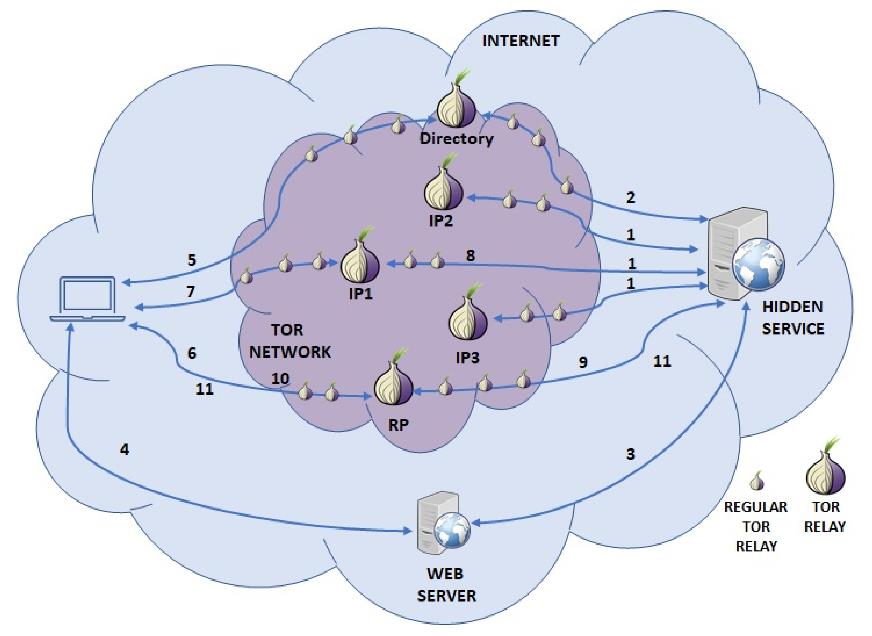 INTERNET
Directory
2
IP2
1
5
8
1
7
IP1
1
HIDDEN
SERVICE
TOR
NETWORK
IP3
6
9
11
10
11
RP
4
3
REGULAR
TOR
RELAY
TOR
RELAY
WEB
SERVER